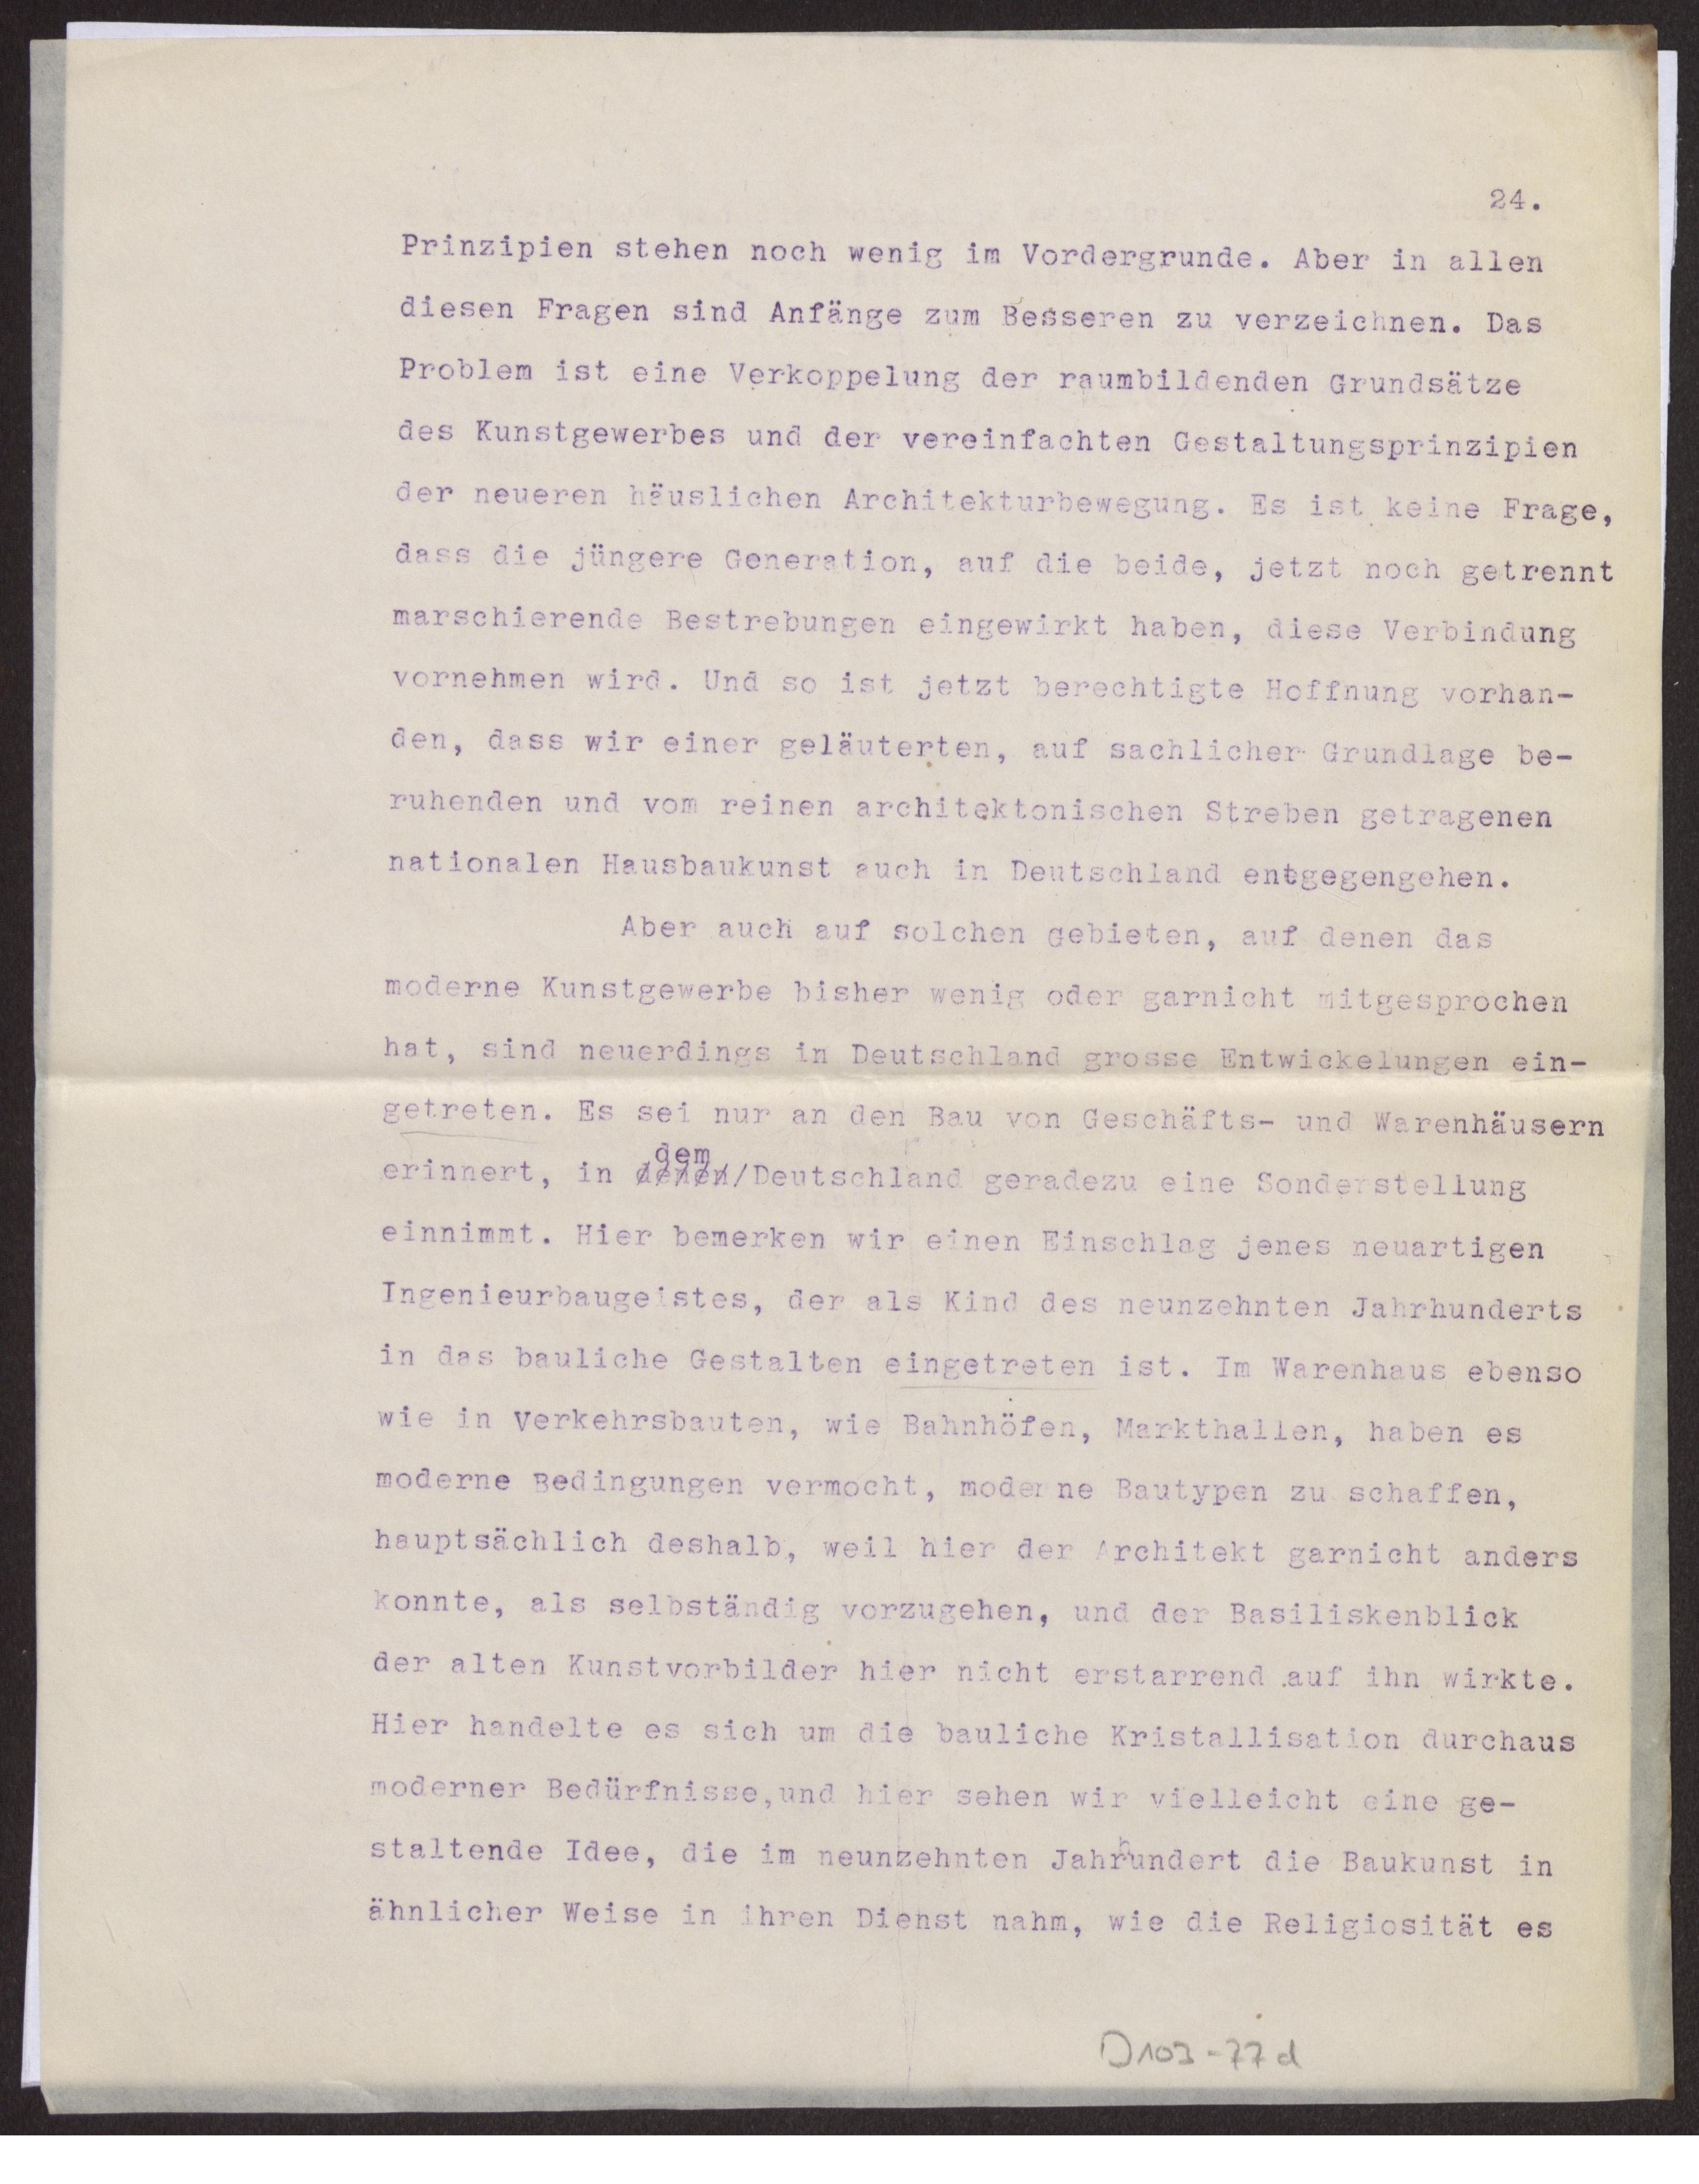 24.
Prinzipien stehen noch wenig im Vordergrunde. Aber in allen
diesen Fragen sind Anfänge zum Besseren zu verzeichnen. Das
Problem ist eine Verkoppelung der raumbildenden Grundsätze
des Kunstgewerbes und der vereinfachten Gestaltungsprinzipien
der neueren häuslichen Architekturbewegung. Es ist keine Frage,
dass die jüngere Generation, auf die beide, jetzt noch getrennt
marschierende Bestrebungen eingewirkt haben, diese Verbindung
vornehmen wird. Und so ist jetzt berechtigte Hoffnung vorhan-
den, dass wir einer geläuterten, auf sachlicher Grundlage be-
ruhenden und vom reinen architektonischen Streben getragenen
nationalen Hausbaukunst auch in Deutschland entgegengehen.
Aber auch auf solchen Gebieten, auf denen das
moderne Kunstgewerbe bisher wenig oder garnicht mitgesprochen
hat, sind neuerdings in Deutschland grosse Entwickelungen ein-
getreten. Es sei nur an den Bau von Geschäfts- und Warenhäusern
dem
erinnert, in denen/Deutschland geradezu eine Sonderstellung
einnimmt. Hier bemerken wir einen Einschlag jenes neuartigen
Ingenieurbaugeistes, der als Kind des neunzehnten Jahrhunderts
in das bauliche Gestalten eingetreten ist. Im Warenhaus ebenso
wie in Verkehrsbauten, wie Bahnhöfen, Markthallen, haben es
moderne Bedingungen vermocht, moderne Bautypen zu schaffen,
hauptsächlich deshalb, weil hier der Architekt garnicht anders
konnte, als selbständig vorzugehen, und der Basiliskenblick
der alten Kunstvorbilder hier nicht erstarrend auf ihn wirkte.
Hier handelte es sich um die bauliche Kristallisation durchaus
moderner Bedürfnisse,und hier sehen wir vielleicht eine ge-
staltende Idee, die im neunzehnten Jahrhundert die Baukunst in
ähnlicher Weise in ihren Dienst nahm, wie die Religiosität es
D103-77d